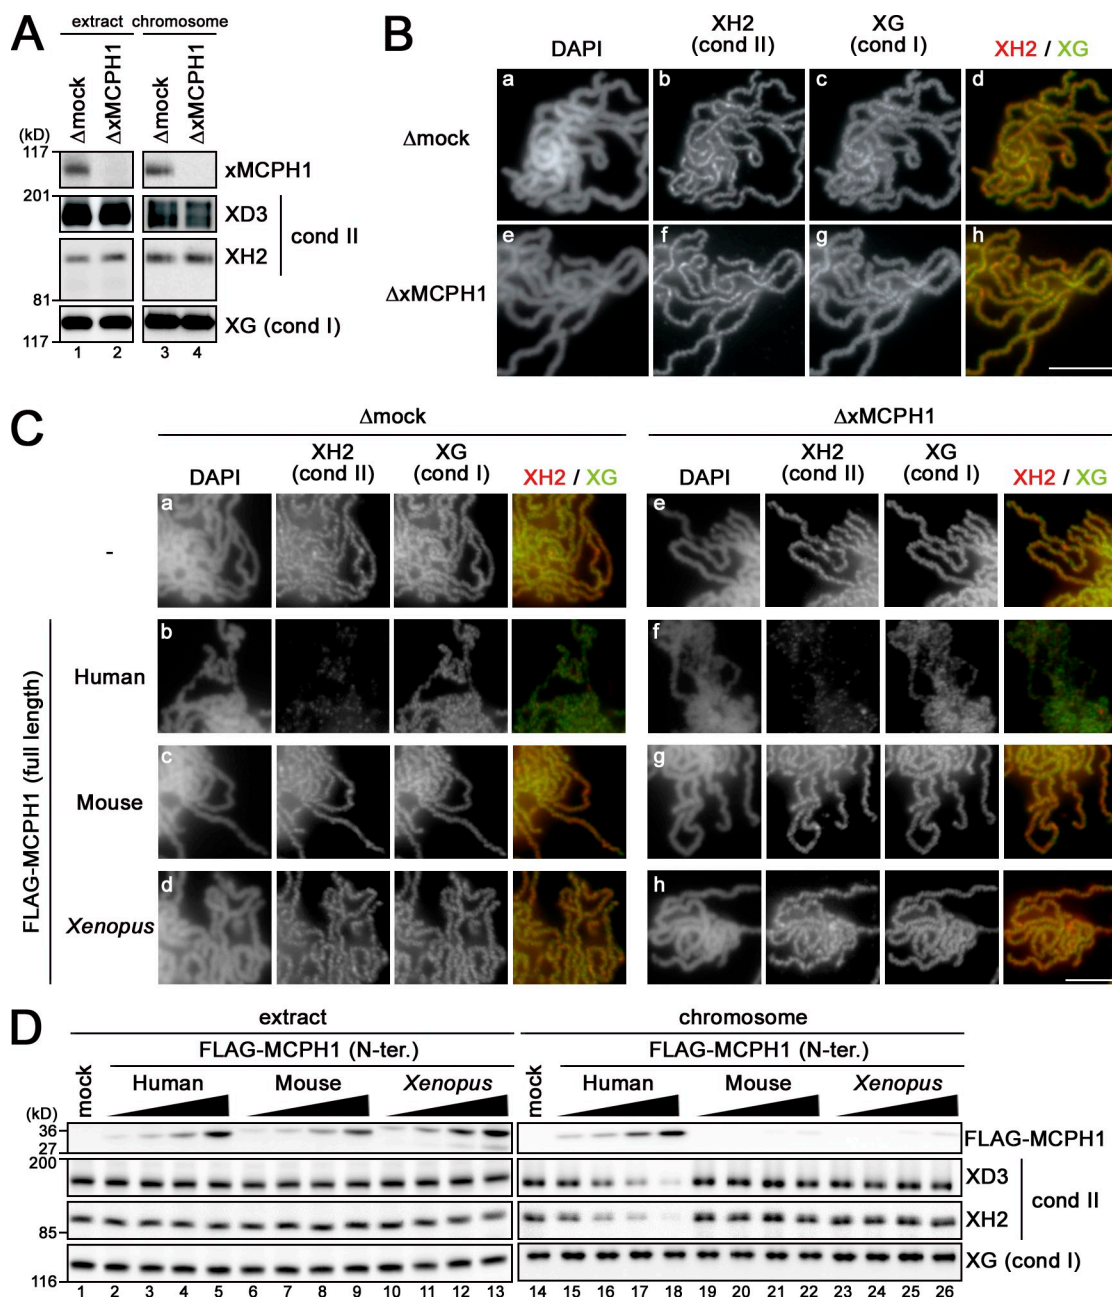 A
extract chromosome
Δmock ΔxMCPH1 Δmock ΔxMCPH1
(kD)
117
xMCPH1
201
XD3
cond II
XH2
81
XG (cond I)
117
1 2 3 4
B
DAPI XH2 (cond II) XG (cond I) XH2 / XG
Δmock
a b c d
ΔxMCPH1
e f g h
C
Δmock ΔxMCPH1
DAPI XH2 (cond II) XG (cond I) XH2 / XG DAPI XH2 (cond II) XG (cond I) XH2 / XG
-
a e
FLAG-MCPH1 (full length)
Human
b f
Mouse
c g
Xenopus
d h
D
extract chromosome
FLAG-MCPH1 (N-ter.) FLAG-MCPH1 (N-ter.)
mock Human Mouse Xenopus mock Human Mouse Xenopus
(kD)
36
FLAG-MCPH1
27
200
XD3
cond II
XH2
85
XG (cond I)
116
1 2 3 4 5 6 7 8 9 10 11 12 13 14 15 16 17 18 19 20 21 22 23 24 25 26